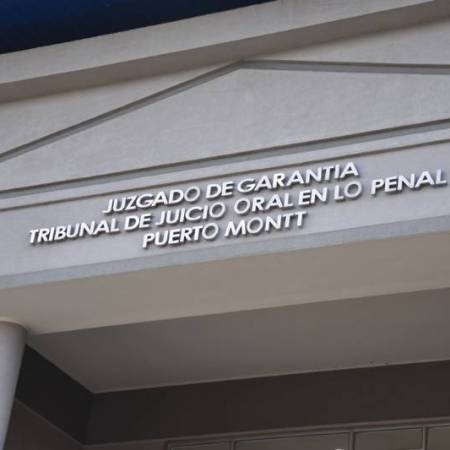 JUZGADO DE GARANTIA
TRIBUNAL DE JUICIO ORAL EN LO PENAL
PUERTO MONTT